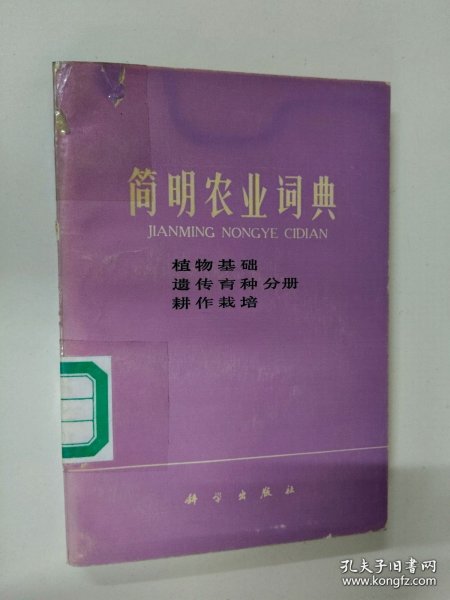 简明农业词典
JIANMING NONGYE CIDIAN
植物基础
遗传育种分册
耕作栽培
科学出版社
孔夫子旧书网
www.kongfz.com